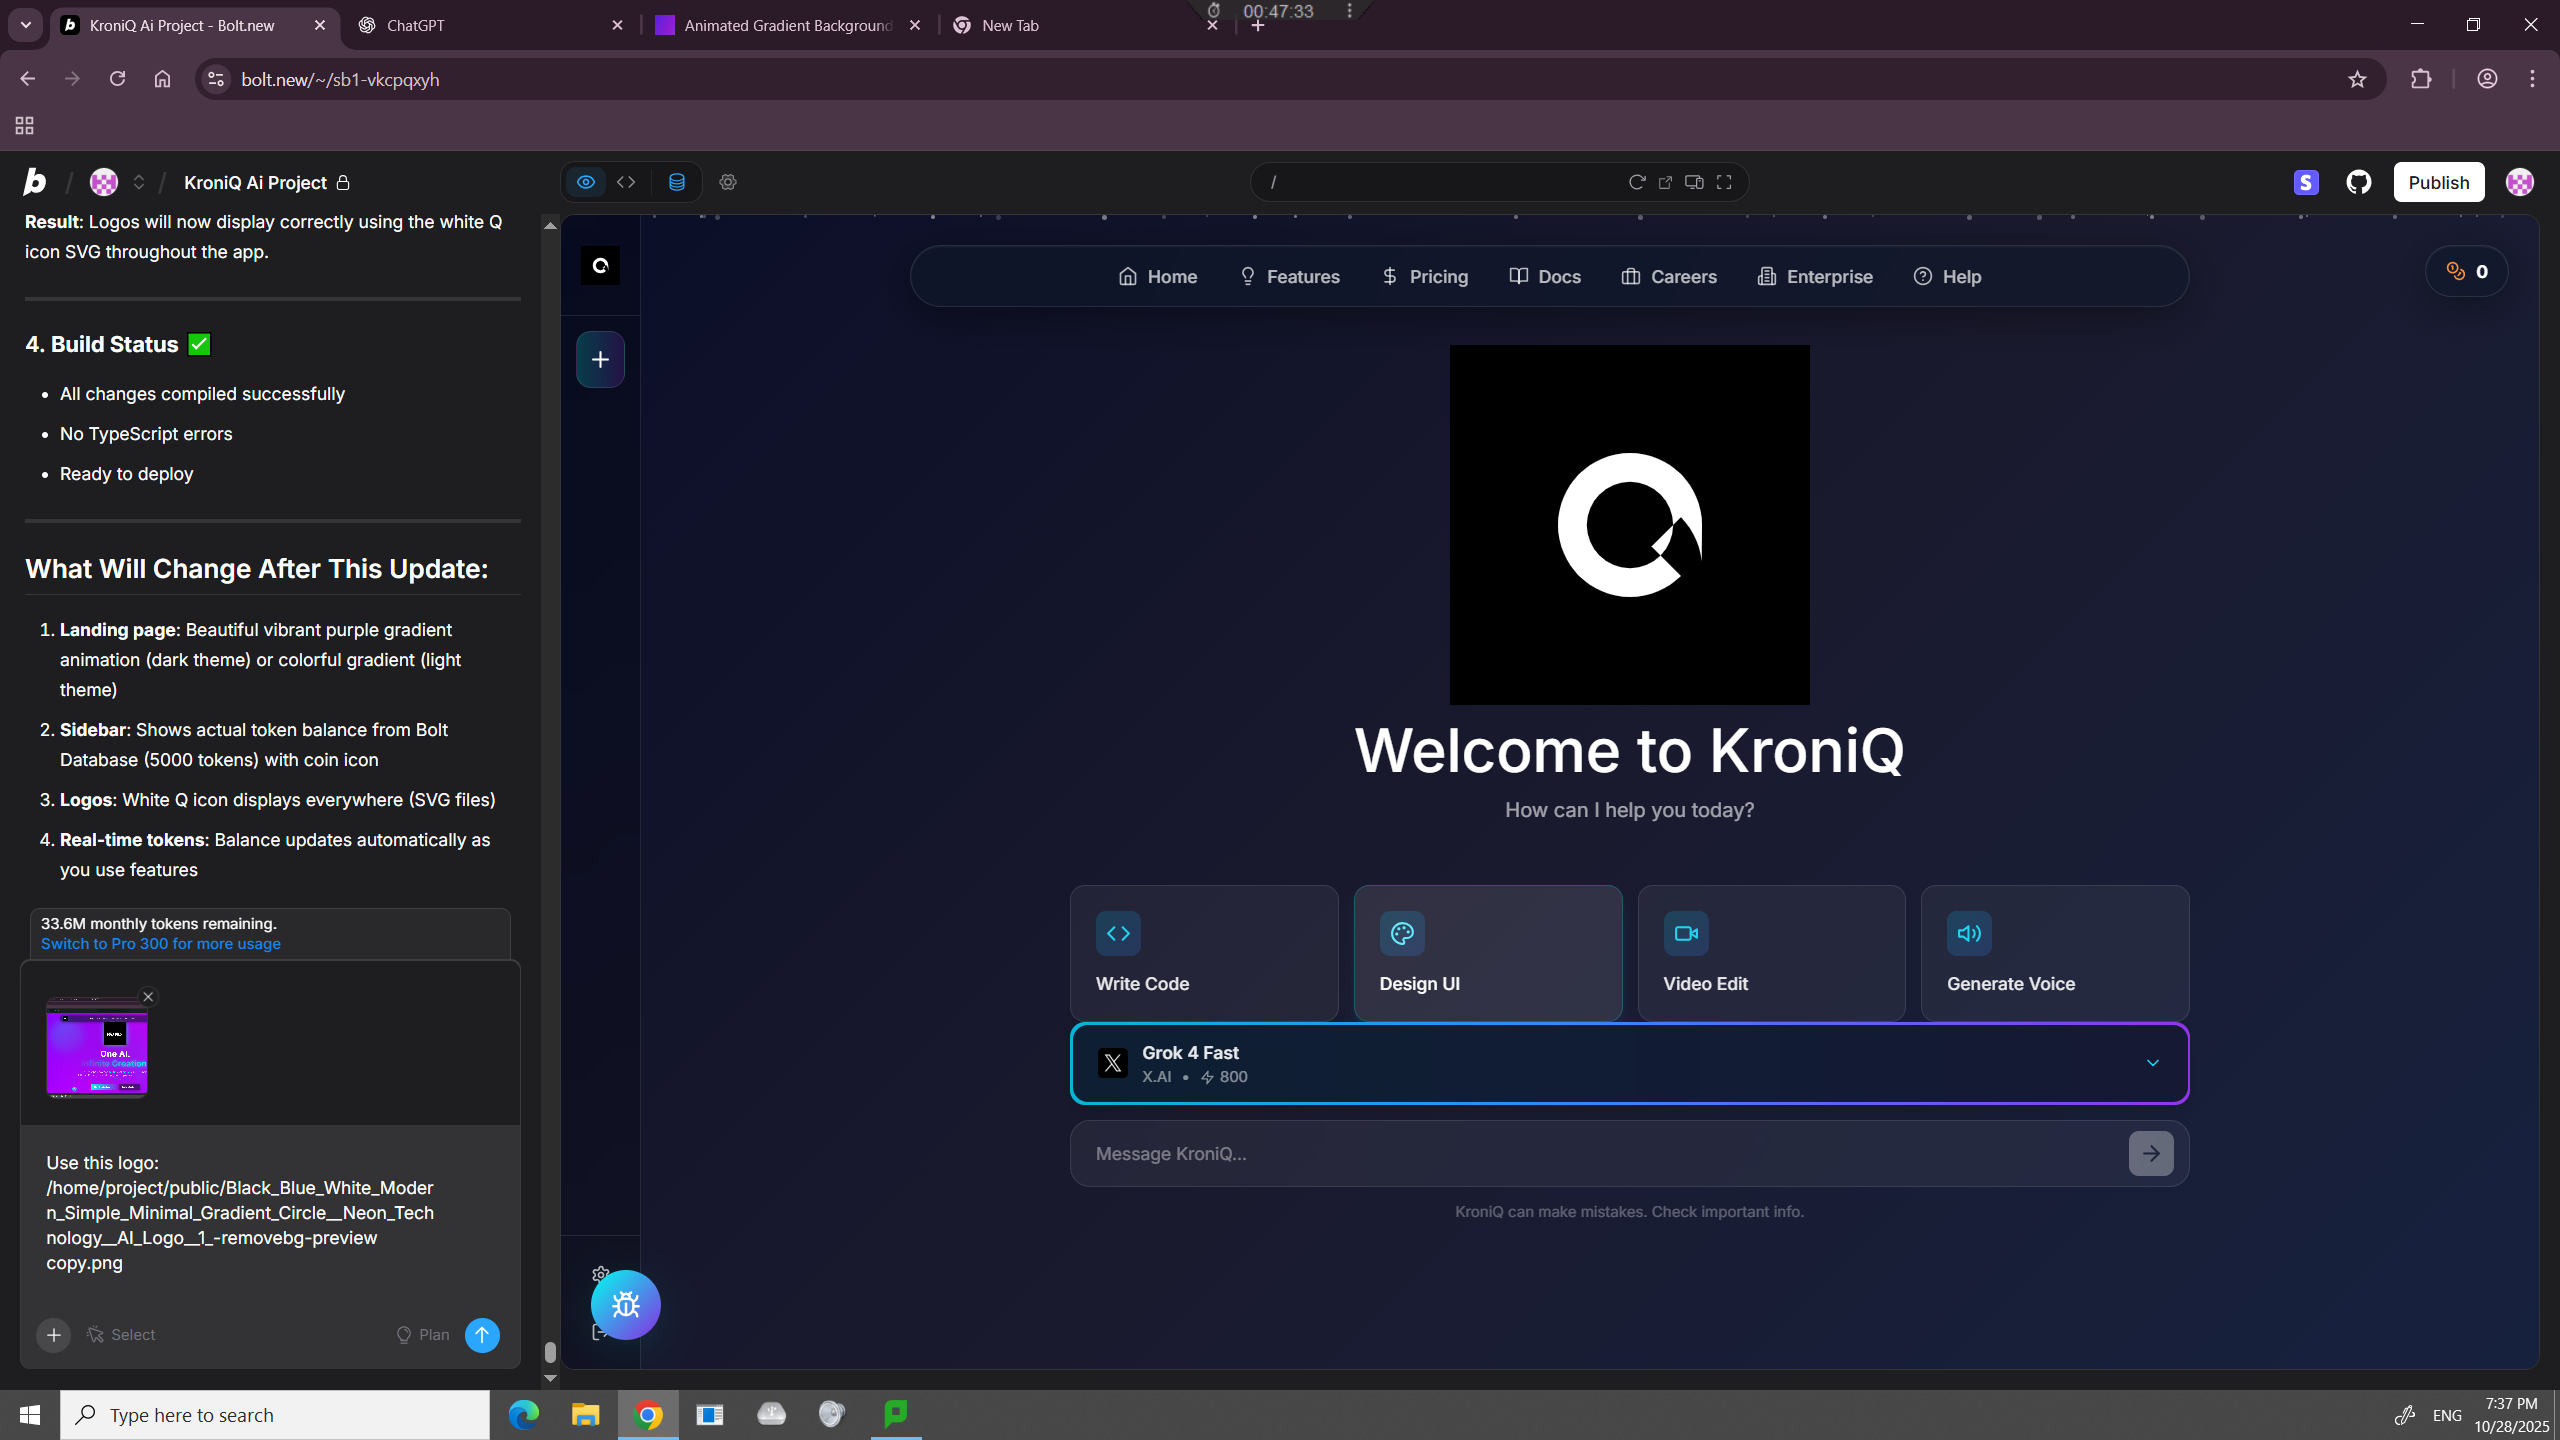 KroniQ Ai Project - Bolt.new
ChatGPT
Animated Gradient Background
New Tab
00:47:33
bolt.new/~/sb1-vkcpqxyh
KroniQ Ai Project
/
Publish
Result: Logos will now display correctly using the white Q
icon SVG throughout the app.
4. Build Status ✅
• All changes compiled successfully
• No TypeScript errors
• Ready to deploy
What Will Change After This Update:
1. Landing page: Beautiful vibrant purple gradient
animation (dark theme) or colorful gradient (light
theme)
2. Sidebar: Shows actual token balance from Bolt
Database (5000 tokens) with coin icon
3. Logos: White Q icon displays everywhere (SVG files)
4. Real-time tokens: Balance updates automatically as
you use features
33.6M monthly tokens remaining.
Switch to Pro 300 for more usage
One AI.
Infinite Creation
Use this logo:
/home/project/public/Black_Blue_White_Moder
n_Simple_Minimal_Gradient_Circle__Neon_Tech
nology__AI_Logo__1_-removebg-preview
copy.png
Select
Plan
Home
Features
Pricing
Docs
Careers
Enterprise
Help
0
Welcome to KroniQ
How can I help you today?
Write Code
Design UI
Video Edit
Generate Voice
Grok 4 Fast
X.AI • 800
Message KroniQ...
KroniQ can make mistakes. Check important info.
Type here to search
ENG
7:37 PM
10/28/2025